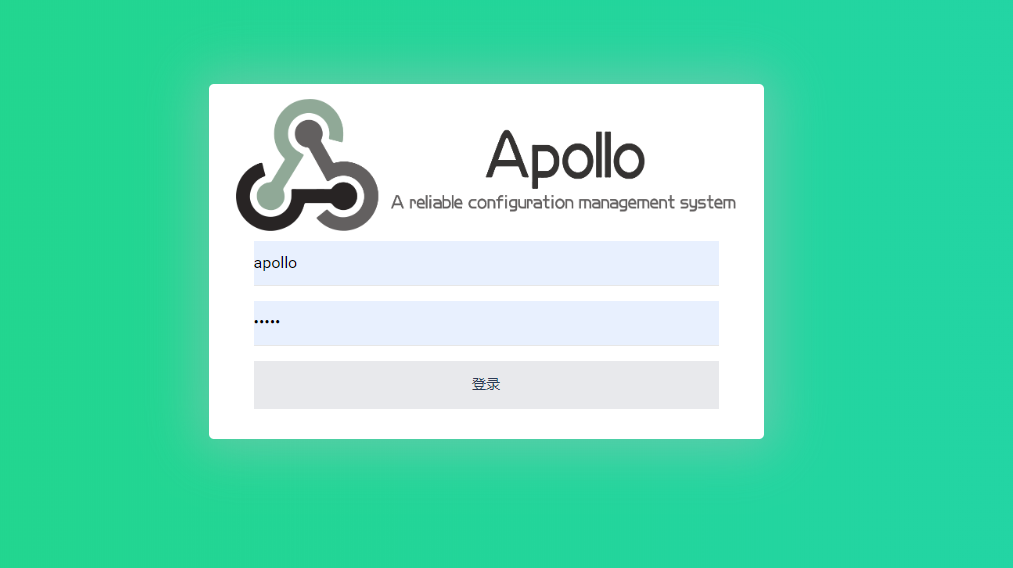 Apollo
A reliable configuration management system
apollo
•••••
登录